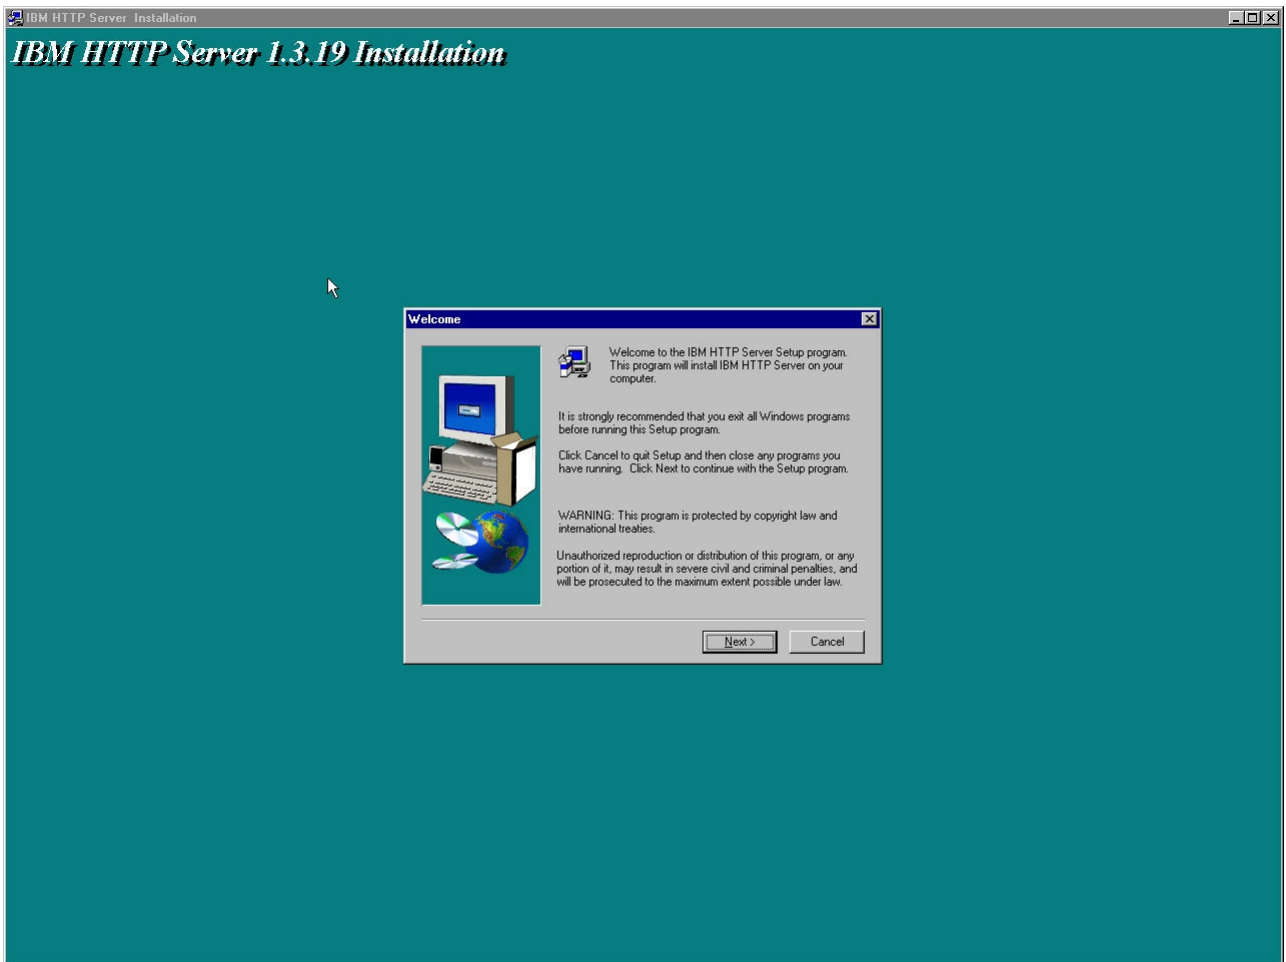 IBM HTTP Server Installation
IBM HTTP Server 1.3.19 Installation
Welcome
Welcome to the IBM HTTP Server Setup program.
This program will install IBM HTTP Server on your
computer.
It is strongly recommended that you exit all Windows programs
before running this Setup program.
Click Cancel to quit Setup and then close any programs you
have running. Click Next to continue with the Setup program.
WARNING: This program is protected by copyright law and
international treaties.
Unauthorized reproduction or distribution of this program, or any
portion of it, may result in severe civil and criminal penalties, and
will be prosecuted to the maximum extent possible under law.
Next > Cancel